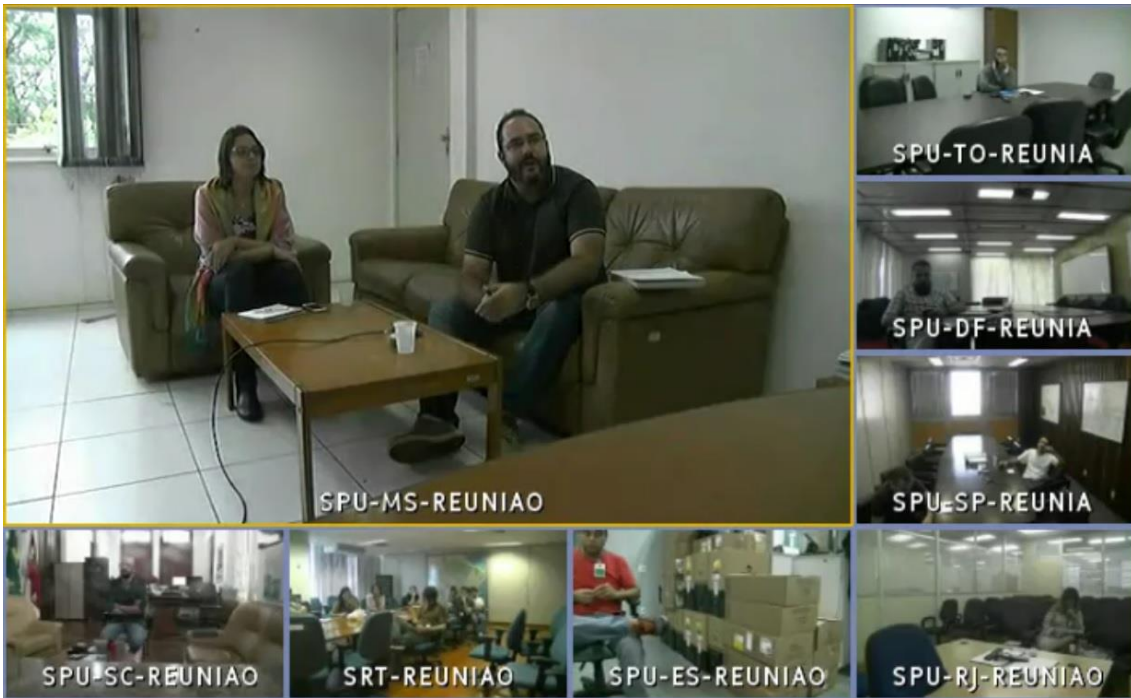 SPU-TO-REUNIA
SPU-DF-REUNIA
SPU-MS-REUNIAO
SPU-SP-REUNIA
SPU-SC-REUNIAO
SRT-REUNIAO
SPU-ES-REUNIAO
SPU-RJ-REUNIAO